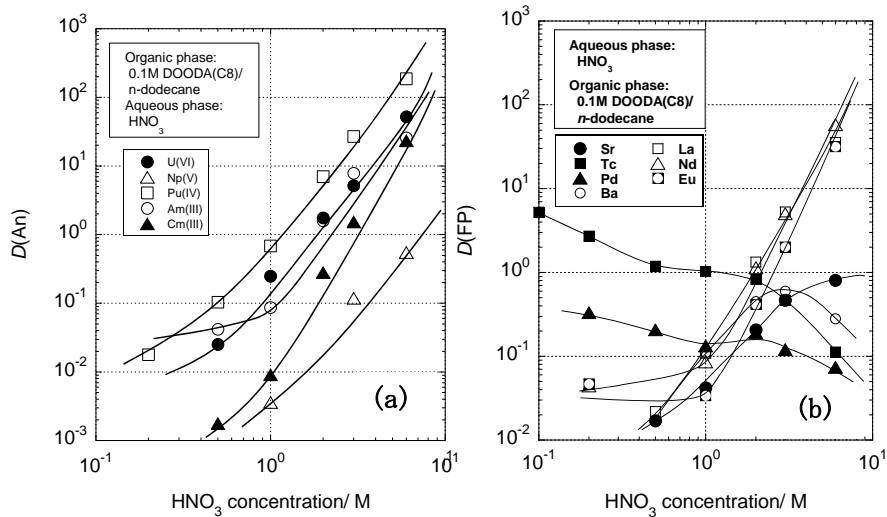 10³
10²
10¹
10⁰
10⁻¹
10⁻²
10⁻³
D(An)
Organic phase:
0.1M DOODA(C8)/
n-dodecane
Aqueous phase:
HNO₃
U(VI)
Np(V)
Pu(IV)
Am(III)
Cm(III)
(a)
10⁻¹
10⁰
10¹
HNO₃ concentration/ M
10³
10²
10¹
10⁰
10⁻¹
10⁻²
D(FP)
Aqueous phase:
HNO₃
Organic phase:
0.1M DOODA(C8)/
n-dodecane
Sr
Tc
Pd
Ba
La
Nd
Eu
(b)
10⁻¹
10⁰
10¹
HNO₃ concentration/ M